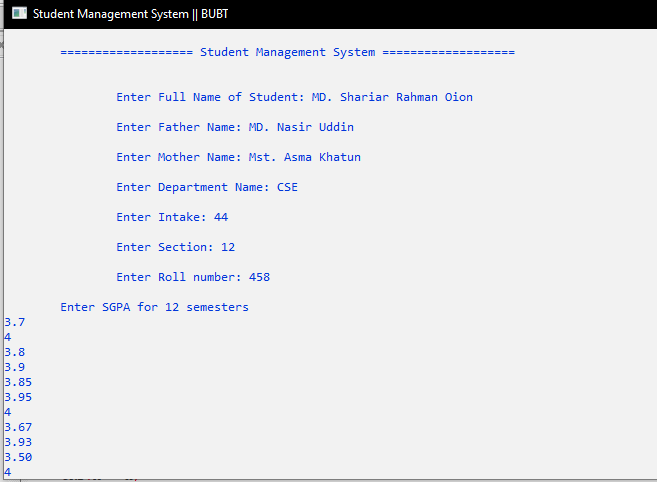 Student Management System || BUBT
=================== Student Management System ===================
Enter Full Name of Student: MD. Shariar Rahman Oion
Enter Father Name: MD. Nasir Uddin
Enter Mother Name: Mst. Asma Khatun
Enter Department Name: CSE
Enter Intake: 44
Enter Section: 12
Enter Roll number: 458
Enter SGPA for 12 semesters
3.7
4
3.8
3.9
3.85
3.95
4
3.67
3.93
3.50
4